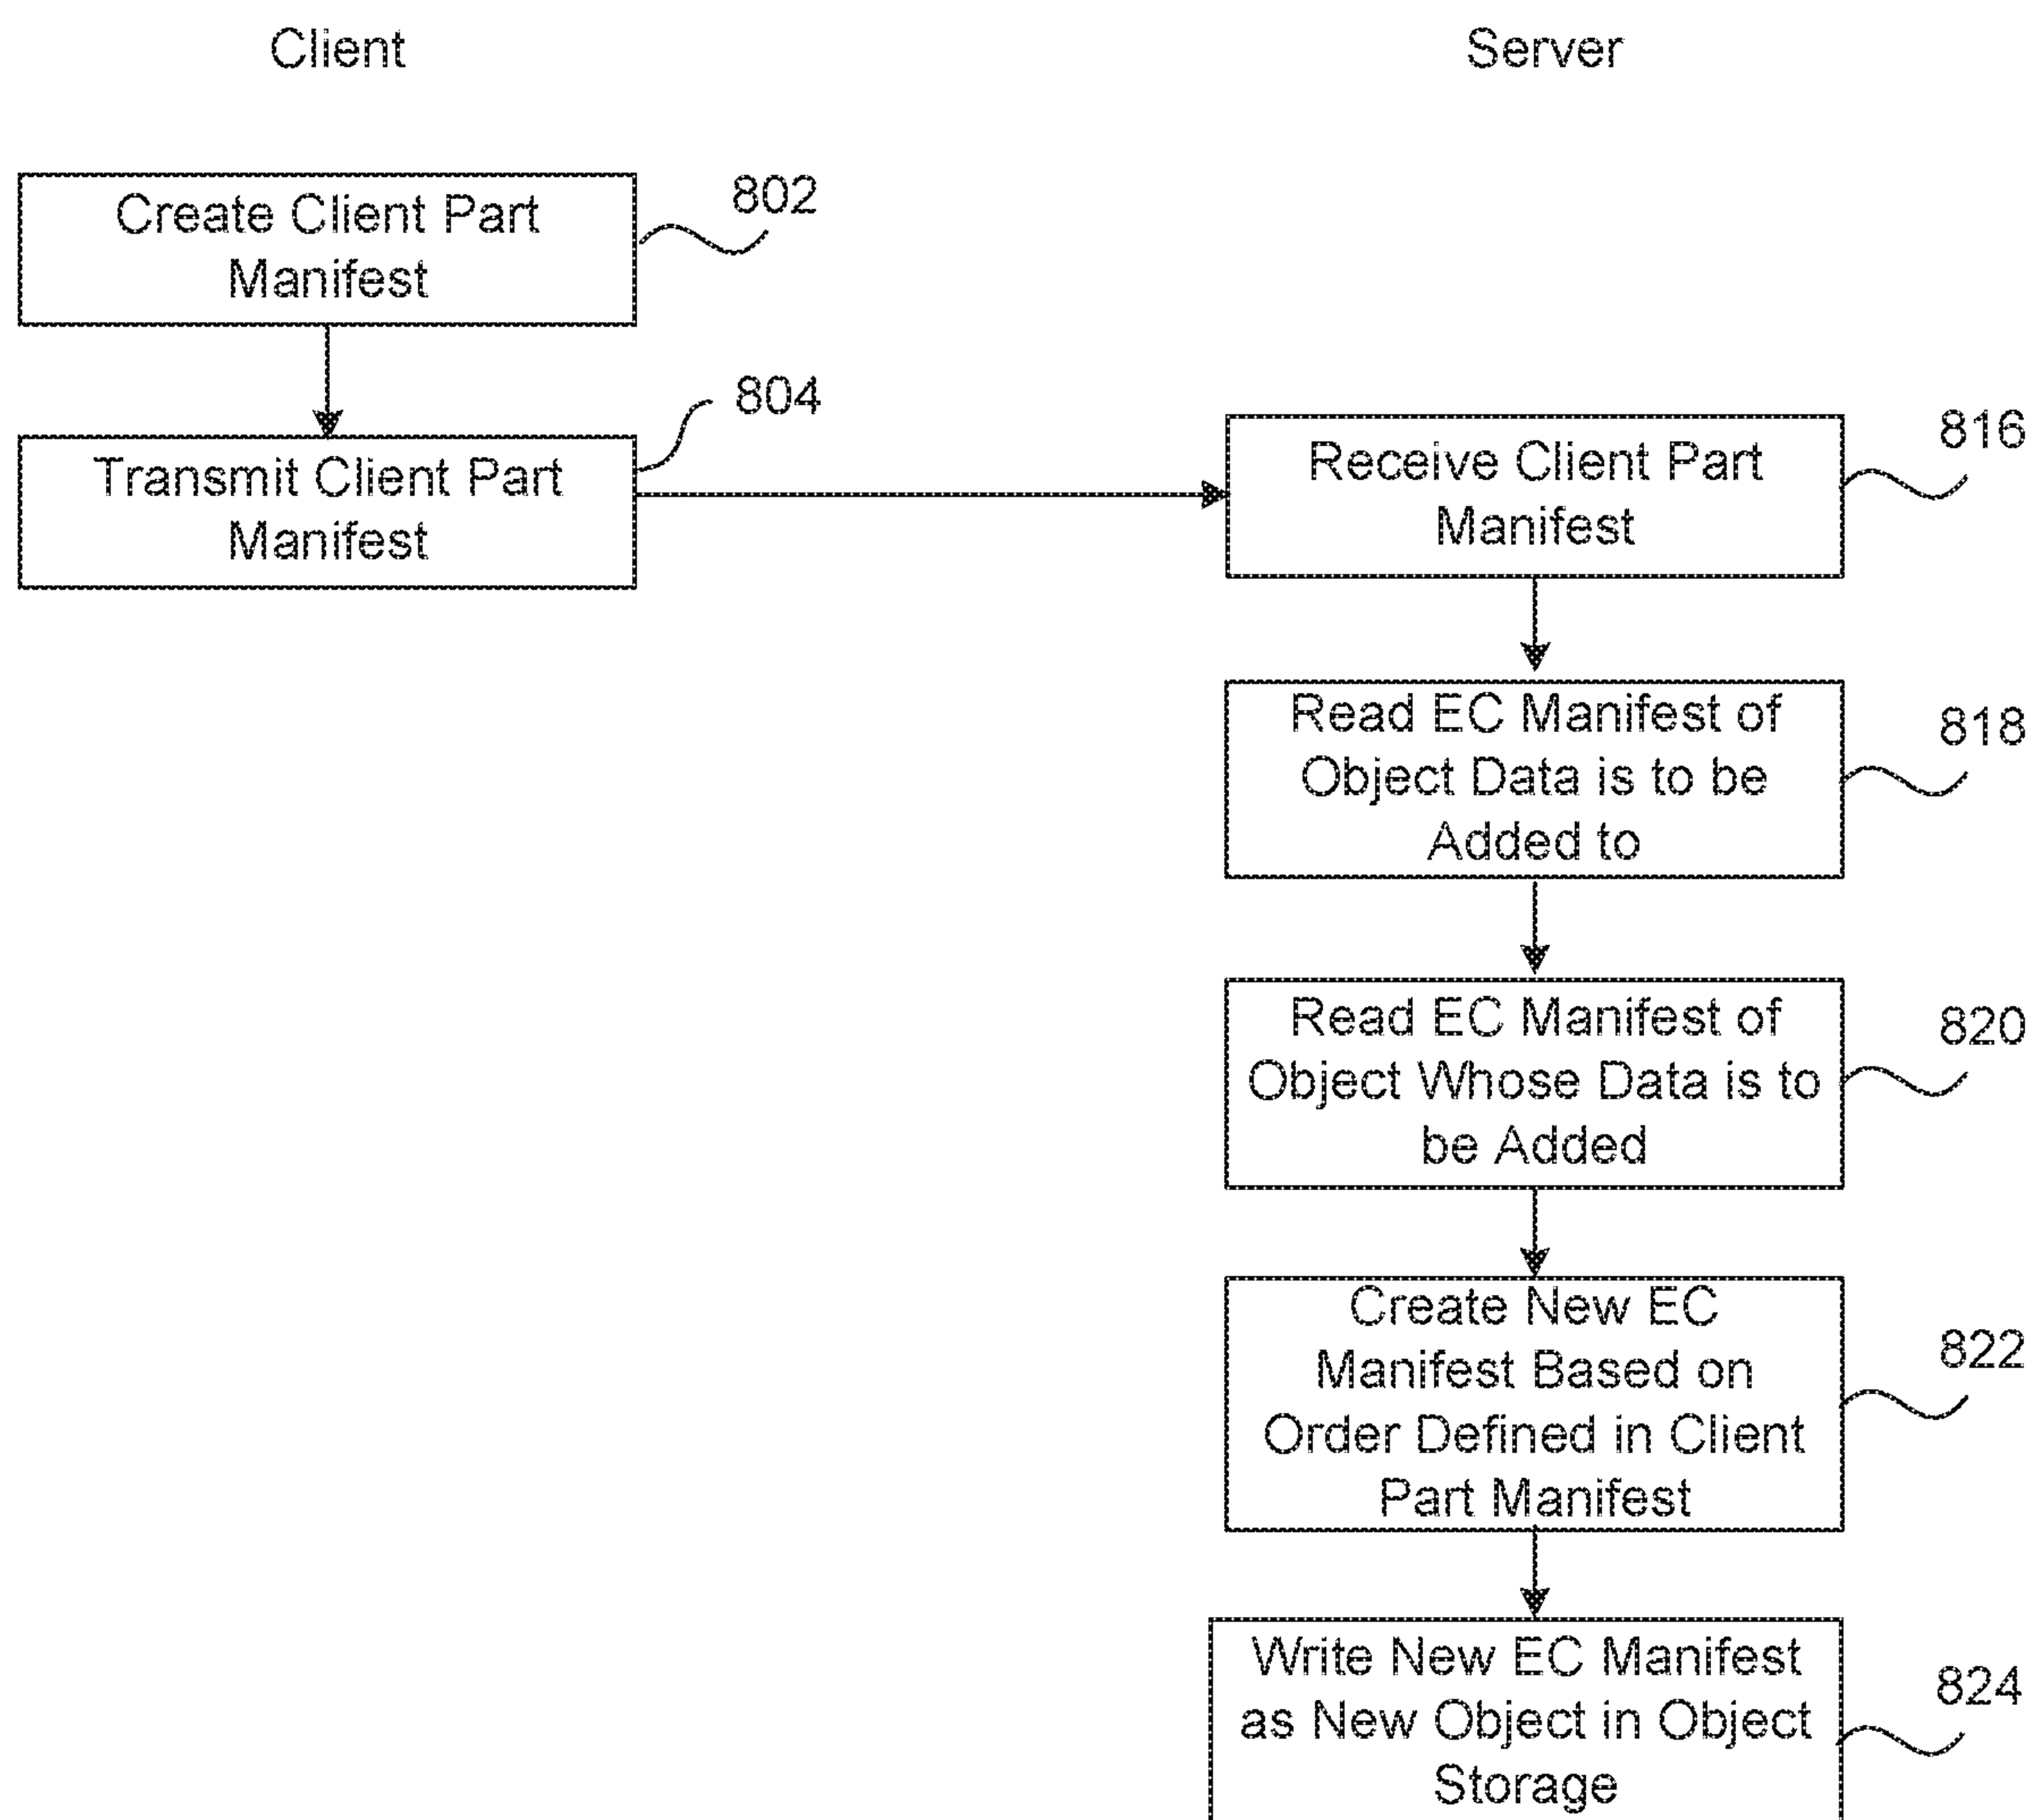 Client
Server
Create Client Part
Manifest
802
Transmit Client Part
Manifest
804
Receive Client Part
Manifest
816
Read EC Manifest of
Object Data is to be
Added to
818
Read EC Manifest of
Object Whose Data is to
be Added
820
Create New EC
Manifest Based on
Order Defined in Client
Part Manifest
822
Write New EC Manifest
as New Object in Object
Storage
824